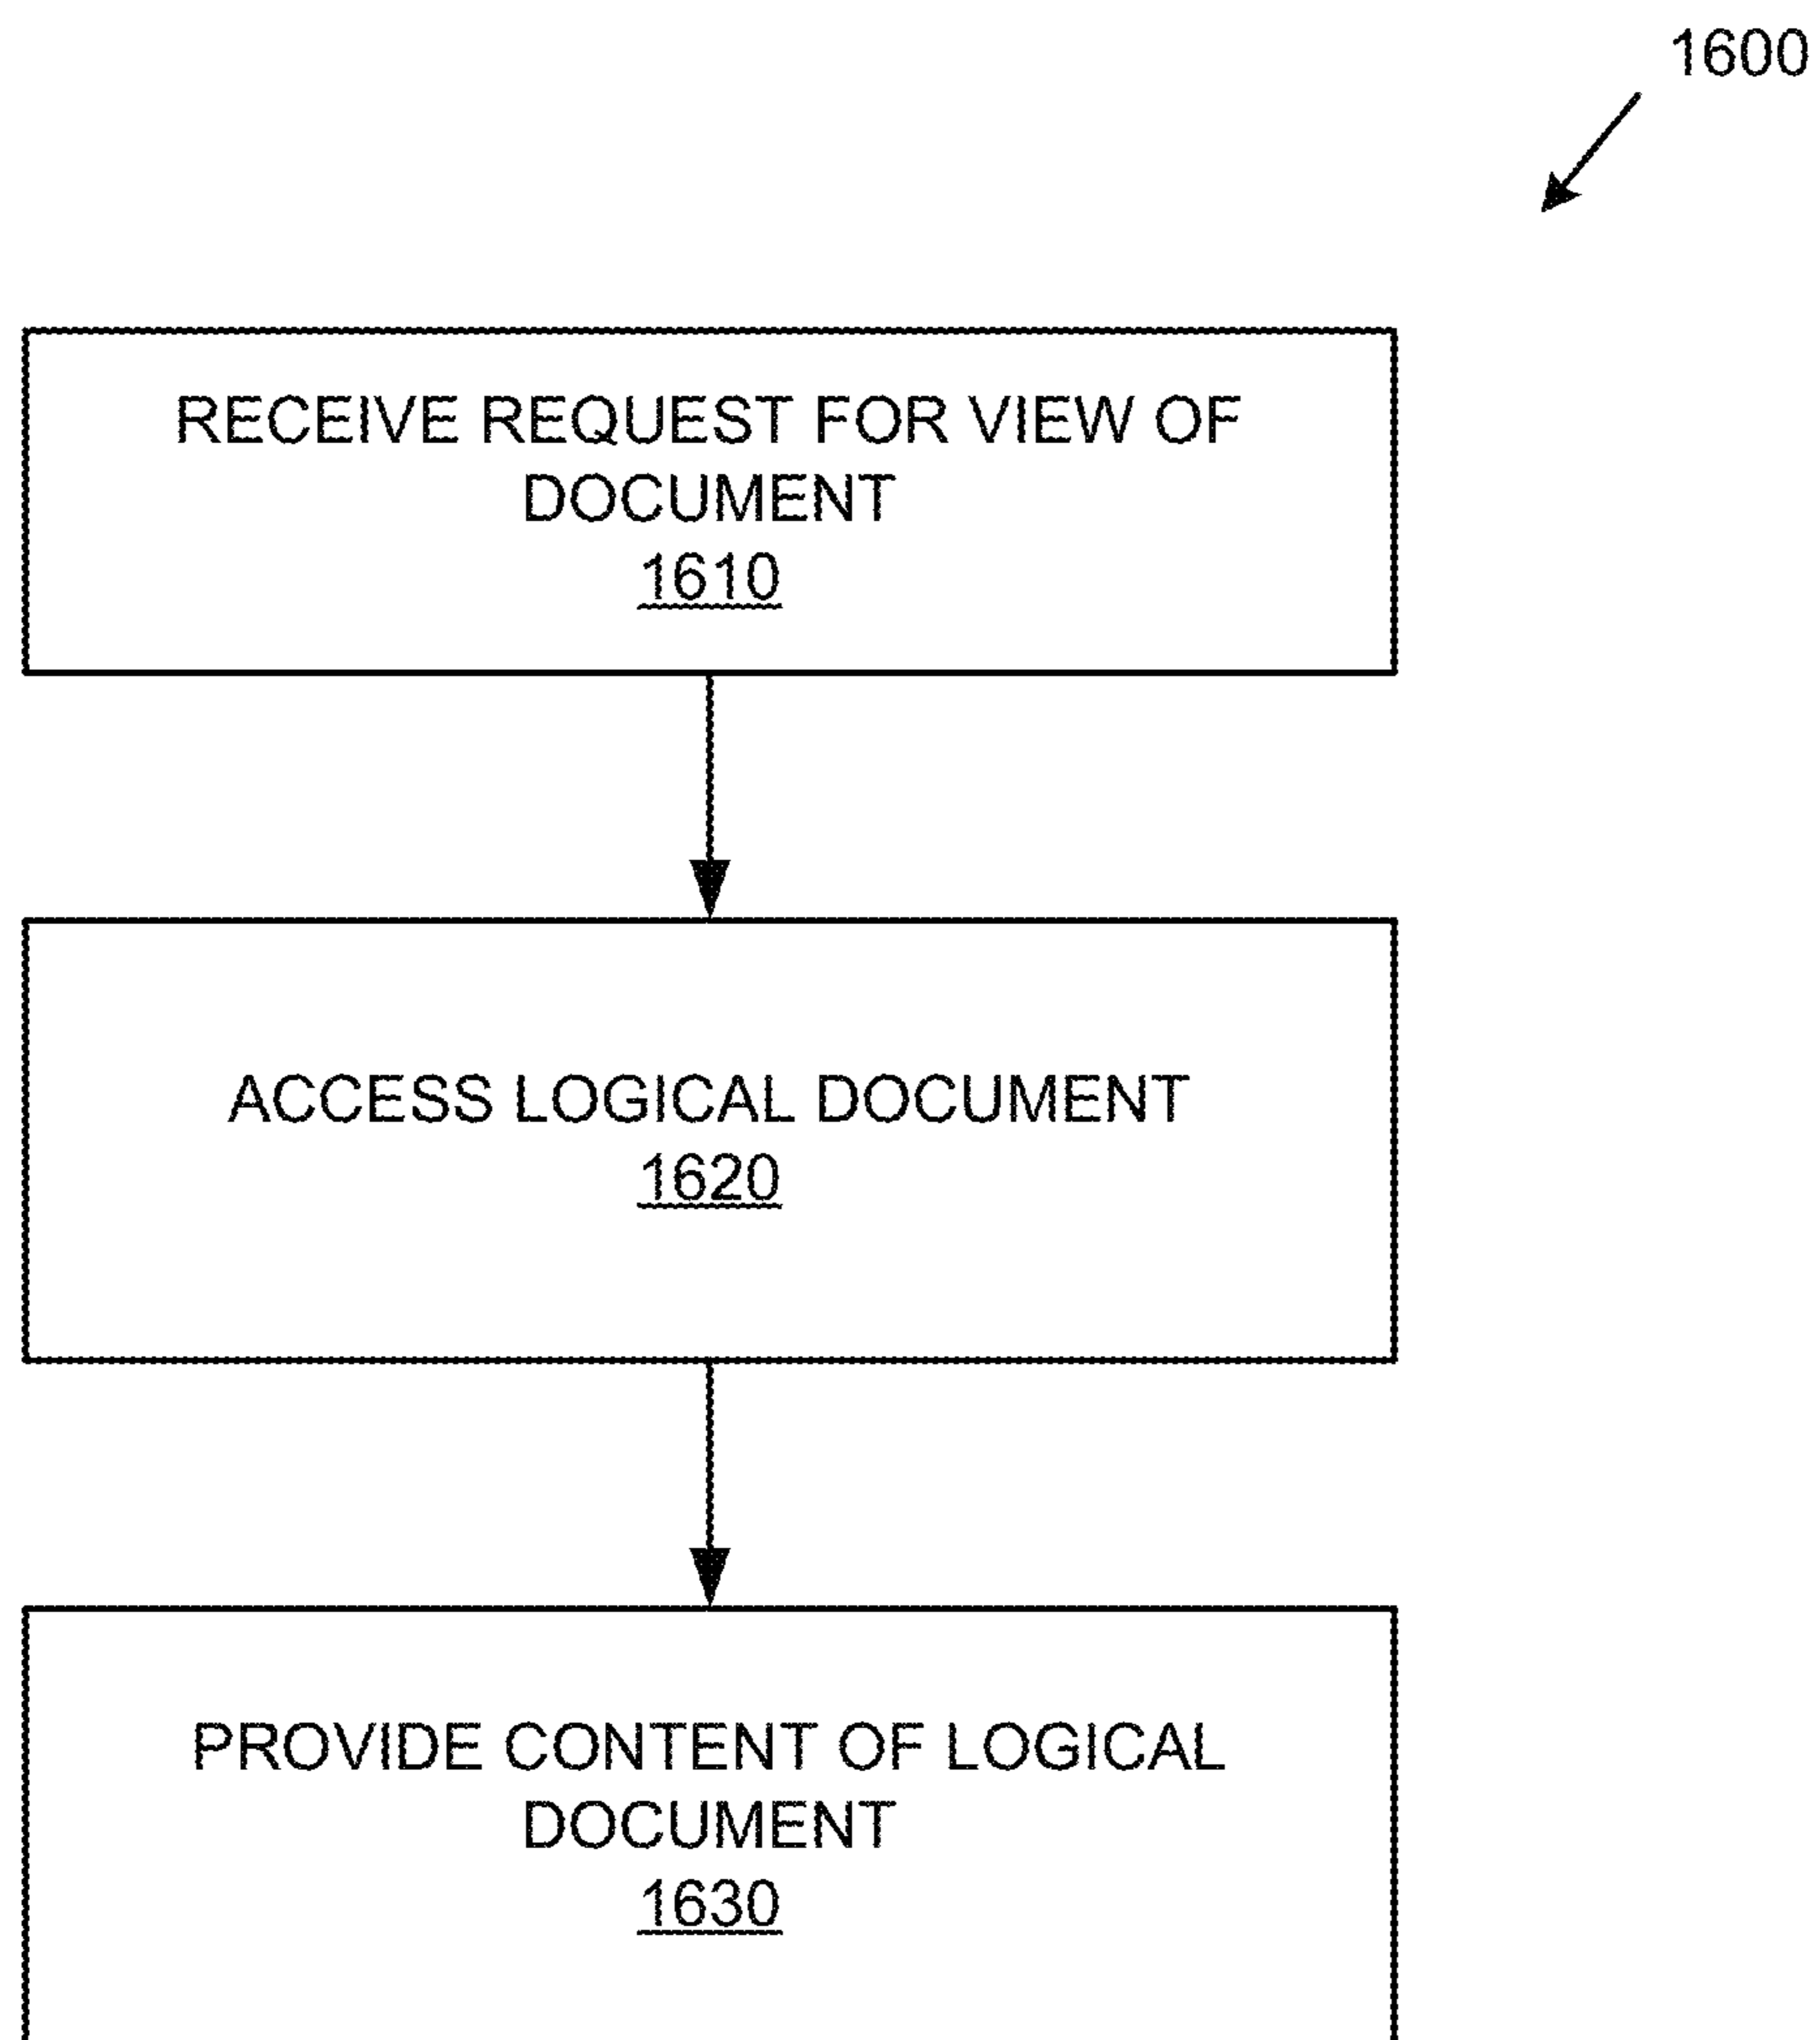 1600
RECEIVE REQUEST FOR VIEW OF
DOCUMENT
1610
ACCESS LOGICAL DOCUMENT
1620
PROVIDE CONTENT OF LOGICAL
DOCUMENT
1630